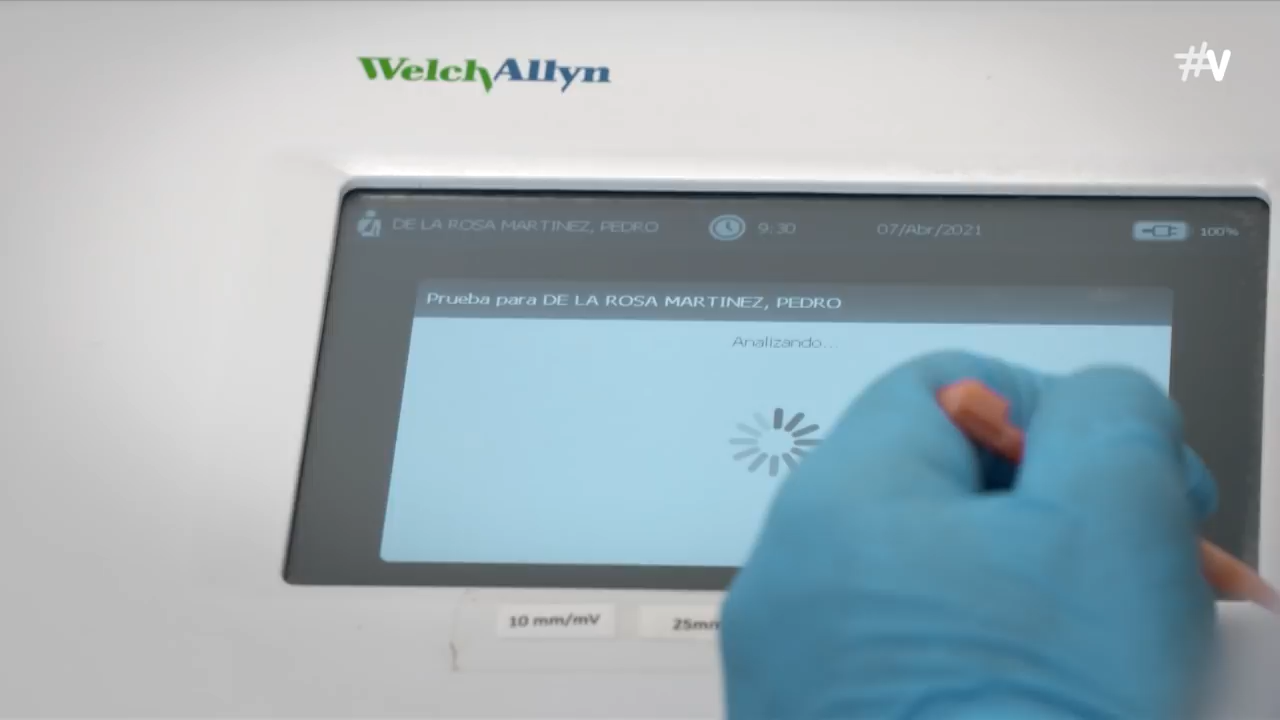 WelchAllyn
#V
DE LA ROSA MARTINEZ, PEDRO 9:30 07/Abr/2021 100%
Prueba para DE LA ROSA MARTINEZ, PEDRO
Analizando...
10 mm/mV 25mm